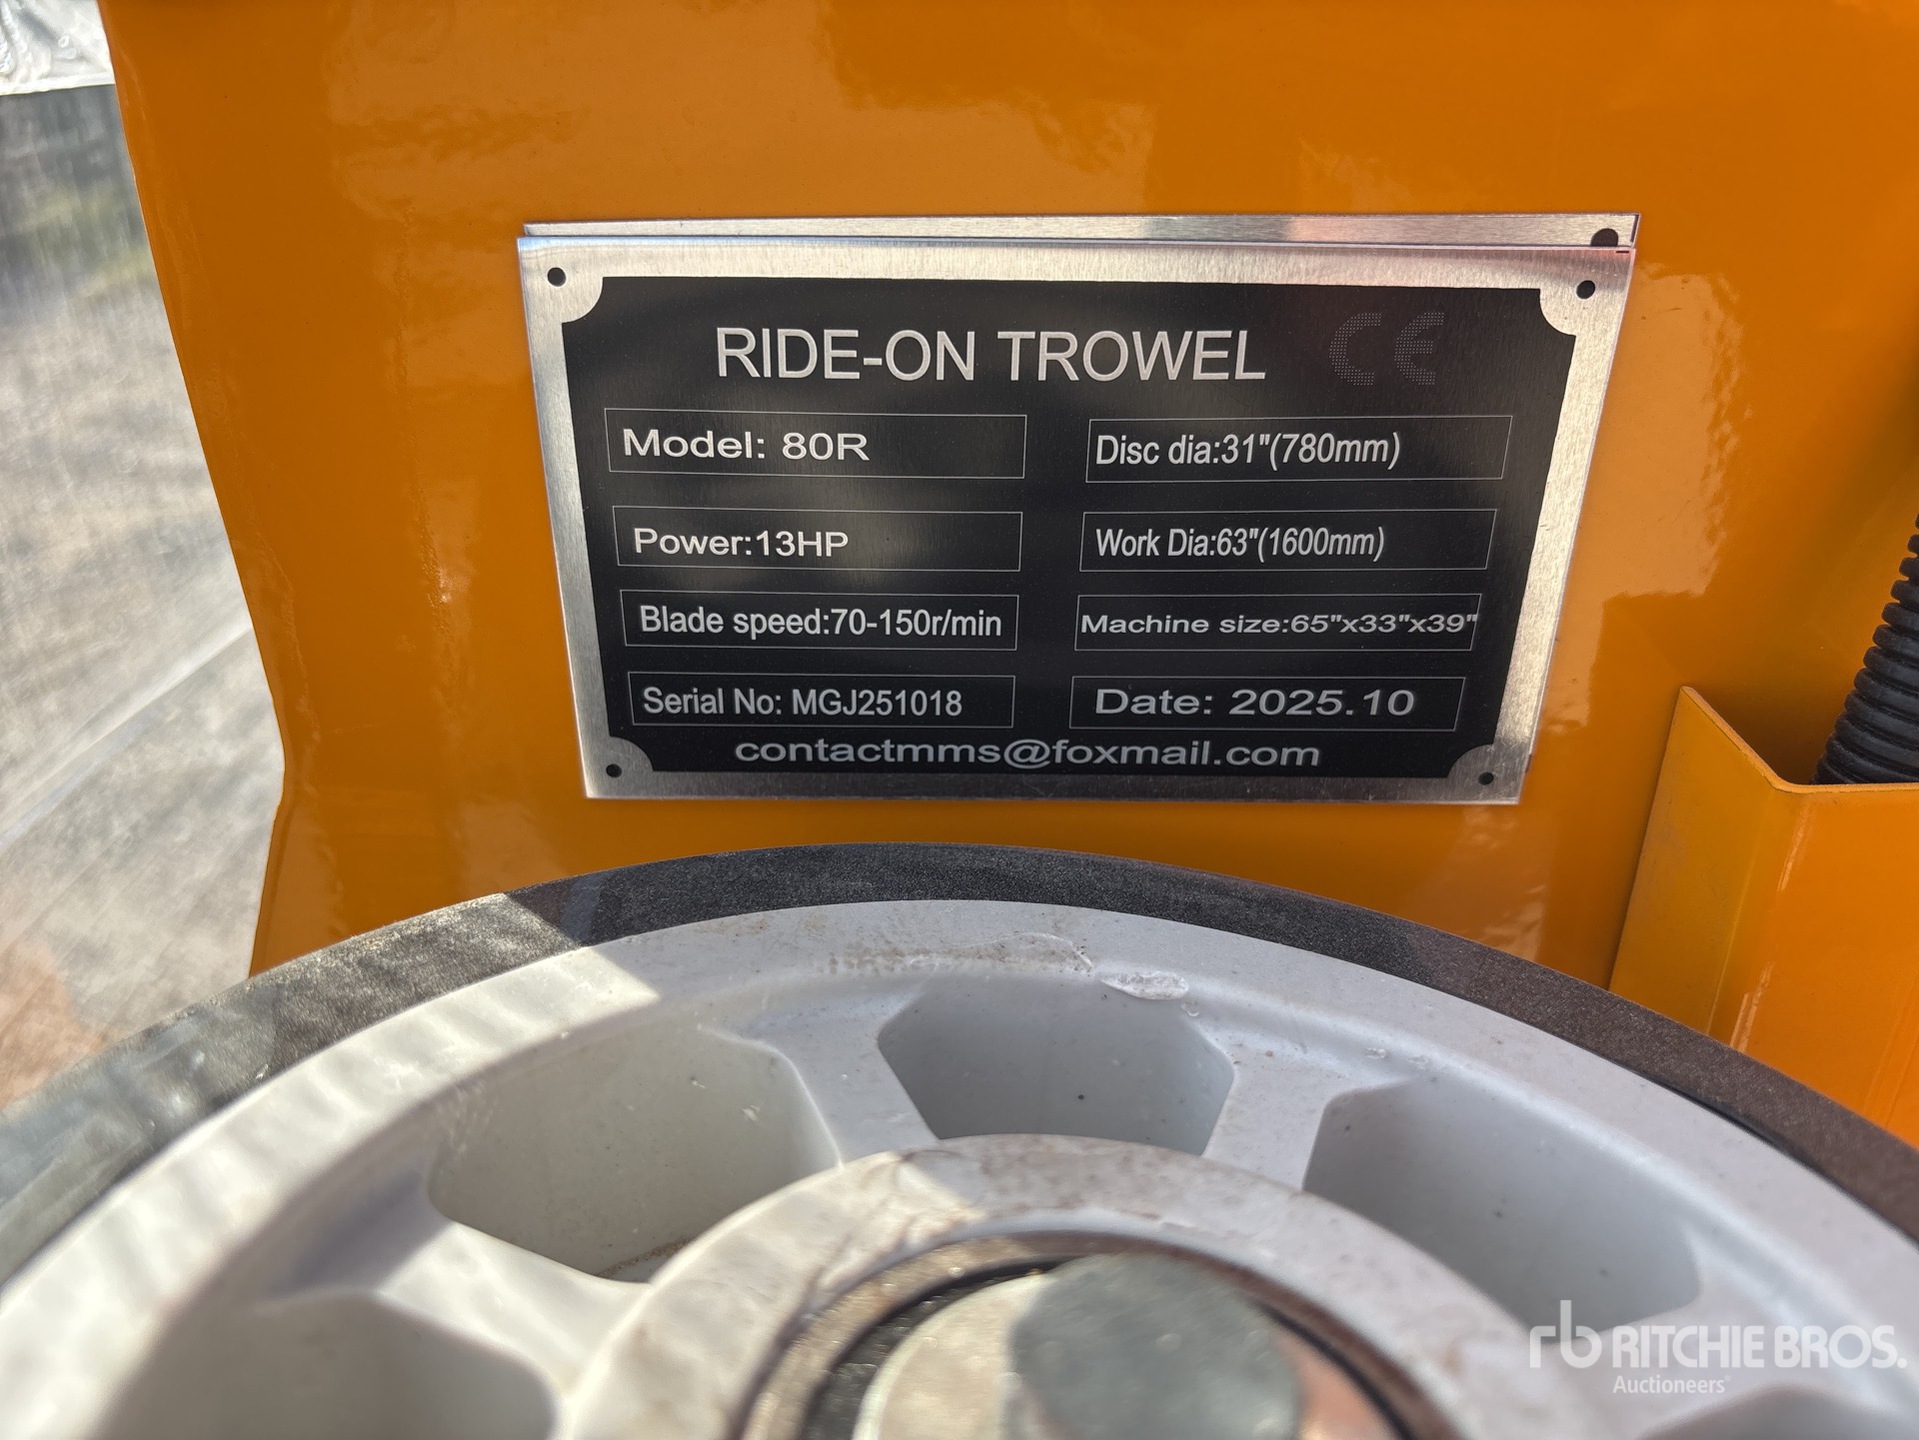 RIDE-ON TROWEL CE
Model: 80R
Disc dia:31"(780mm)
Power:13HP
Work Dia:63"(1600mm)
Blade speed:70-150r/min
Machine size:65"x33"x39"
Serial No: MGJ251018
Date: 2025.10
contactmms@foxmail.com
rb RITCHIE BROS.
Auctioneers